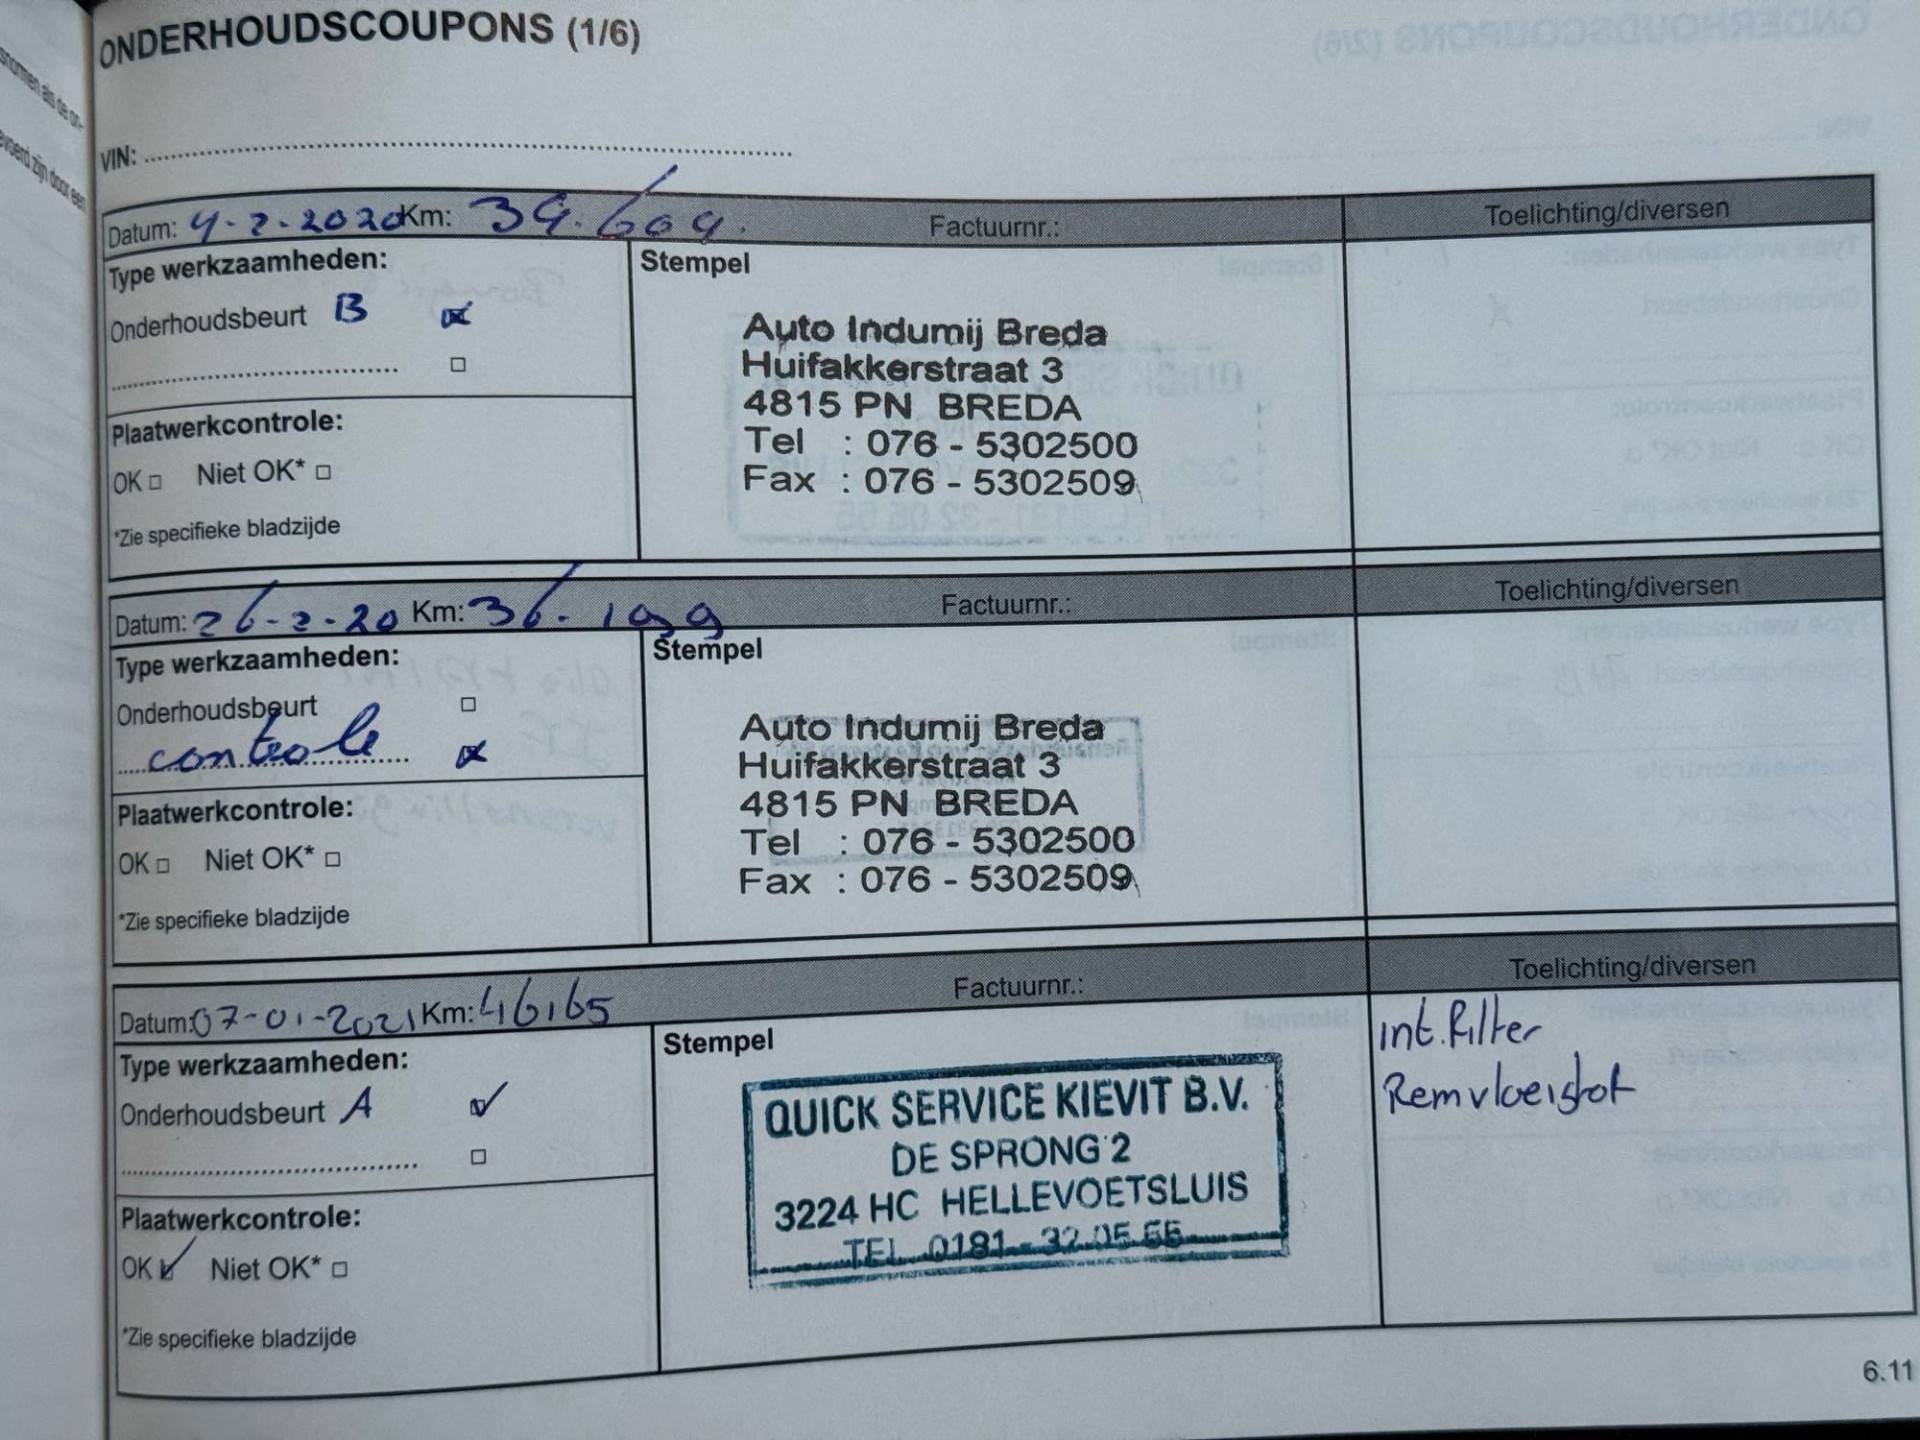 ONDERHOUDSCOUPONS (1/6)
VIN:
Datum: 4-2-2020 Km: 39.609. Factuurnr.: Toelichting/diversen
Type werkzaamheden:
Stempel
Onderhoudsbeurt B
Auto Indumij Breda
Huifakkerstraat 3
4815 PN BREDA
Tel : 076 - 5302500
Fax : 076 - 5302509
Plaatwerkcontrole:
OK Niet OK*
*Zie specifieke bladzijde
Datum: 26-2-20 Km: 36.199 Factuurnr.: Toelichting/diversen
Type werkzaamheden:
Stempel
Onderhoudsbeurt
controle
Auto Indumij Breda
Huifakkerstraat 3
4815 PN BREDA
Tel : 076 - 5302500
Fax : 076 - 5302509
Plaatwerkcontrole:
OK Niet OK*
*Zie specifieke bladzijde
Datum: 07-01-2021 Km: 46165 Factuurnr.: Toelichting/diversen
Type werkzaamheden:
Stempel
Int. Filter
Remvloeistof
Onderhoudsbeurt A
QUICK SERVICE KIEVIT B.V.
DE SPRONG 2
3224 HC HELLEVOETSLUIS
TEL. 0181 - 32 05 55
Plaatwerkcontrole:
OK Niet OK*
*Zie specifieke bladzijde
6.11